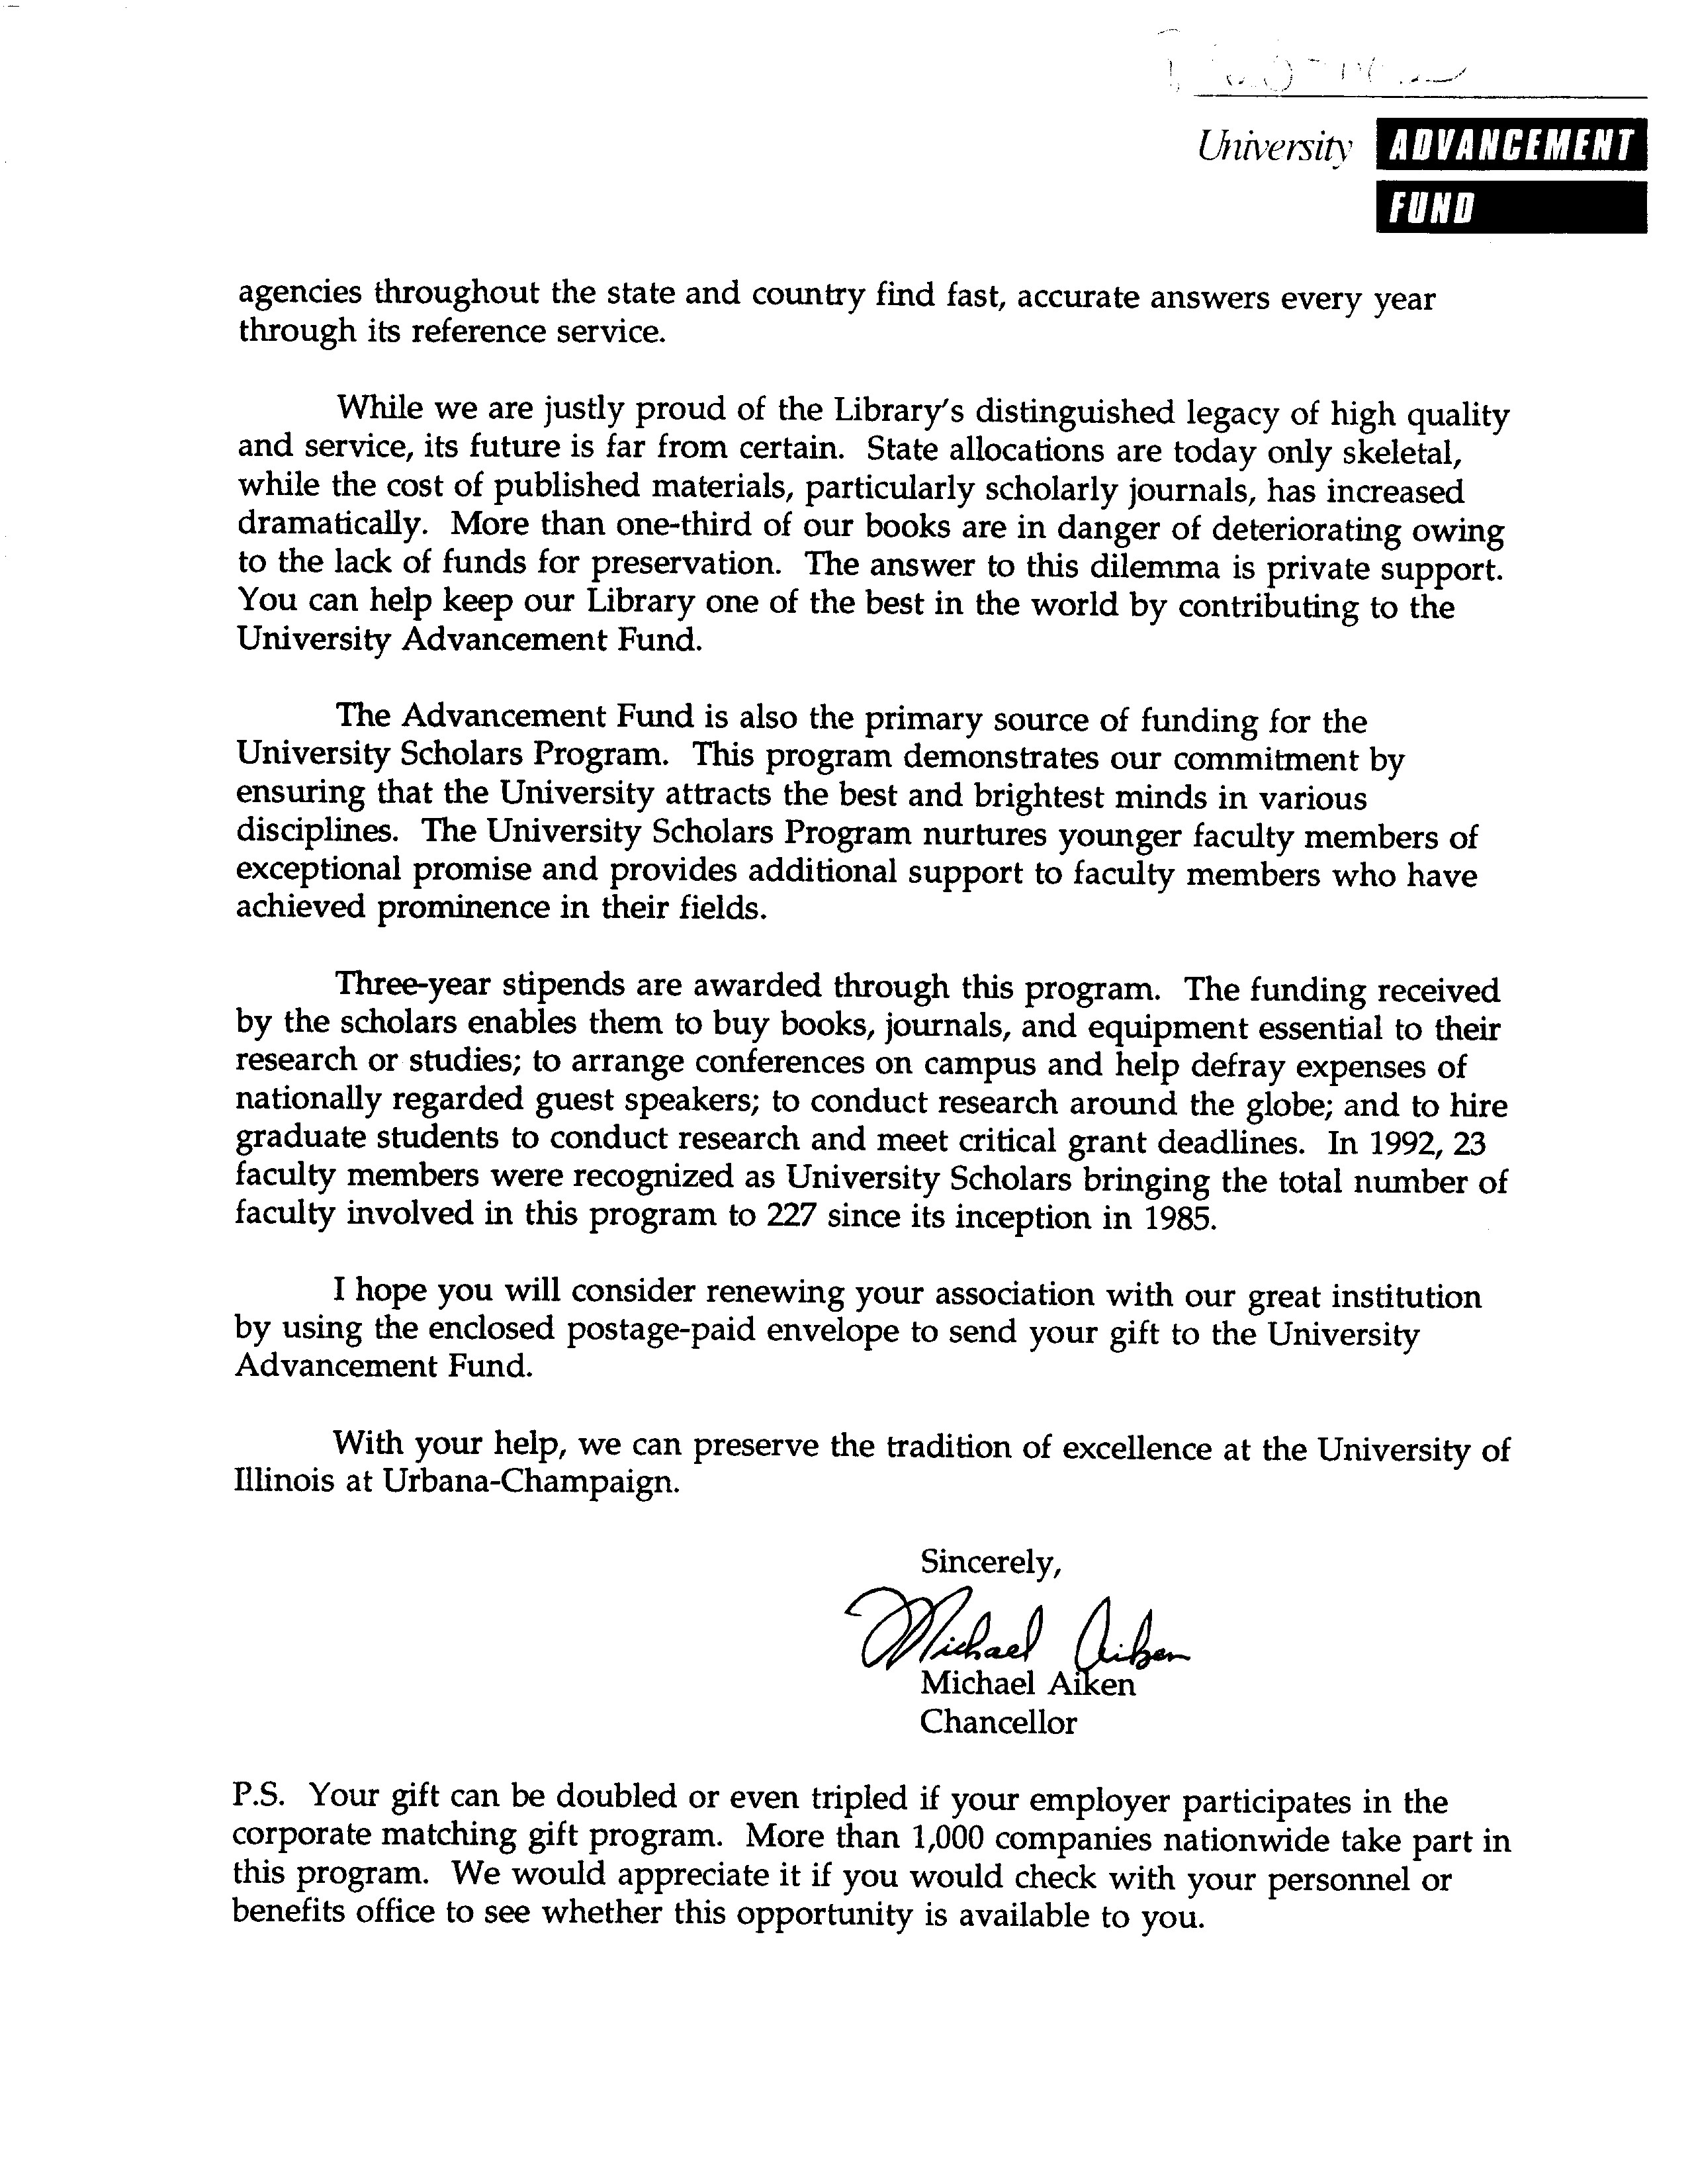 University ADVANCEMENT
FUND
agencies throughout the state and country find fast, accurate answers every year
through its reference service.
While we are justly proud of the Library's distinguished legacy of high quality
and service, its future is far from certain. State allocations are today only skeletal,
while the cost of published materials, particularly scholarly journals, has increased
dramatically. More than one-third of our books are in danger of deteriorating owing
to the lack of funds for preservation. The answer to this dilemma is private support.
You can help keep our Library one of the best in the world by contributing to the
University Advancement Fund.
The Advancement Fund is also the primary source of funding for the
University Scholars Program. This program demonstrates our commitment by
ensuring that the University attracts the best and brightest minds in various
disciplines. The University Scholars Program nurtures younger faculty members of
exceptional promise and provides additional support to faculty members who have
achieved prominence in their fields.
Three-year stipends are awarded through this program. The funding received
by the scholars enables them to buy books, journals, and equipment essential to their
research or studies; to arrange conferences on campus and help defray expenses of
nationally regarded guest speakers; to conduct research around the globe; and to hire
graduate students to conduct research and meet critical grant deadlines. In 1992, 23
faculty members were recognized as University Scholars bringing the total number of
faculty involved in this program to 227 since its inception in 1985.
I hope you will consider renewing your association with our great institution
by using the enclosed postage-paid envelope to send your gift to the University
Advancement Fund.
With your help, we can preserve the tradition of excellence at the University of
Illinois at Urbana-Champaign.
Sincerely,
Michael Aiken
Michael Aiken
Chancellor
P.S. Your gift can be doubled or even tripled if your employer participates in the
corporate matching gift program. More than 1,000 companies nationwide take part in
this program. We would appreciate it if you would check with your personnel or
benefits office to see whether this opportunity is available to you.